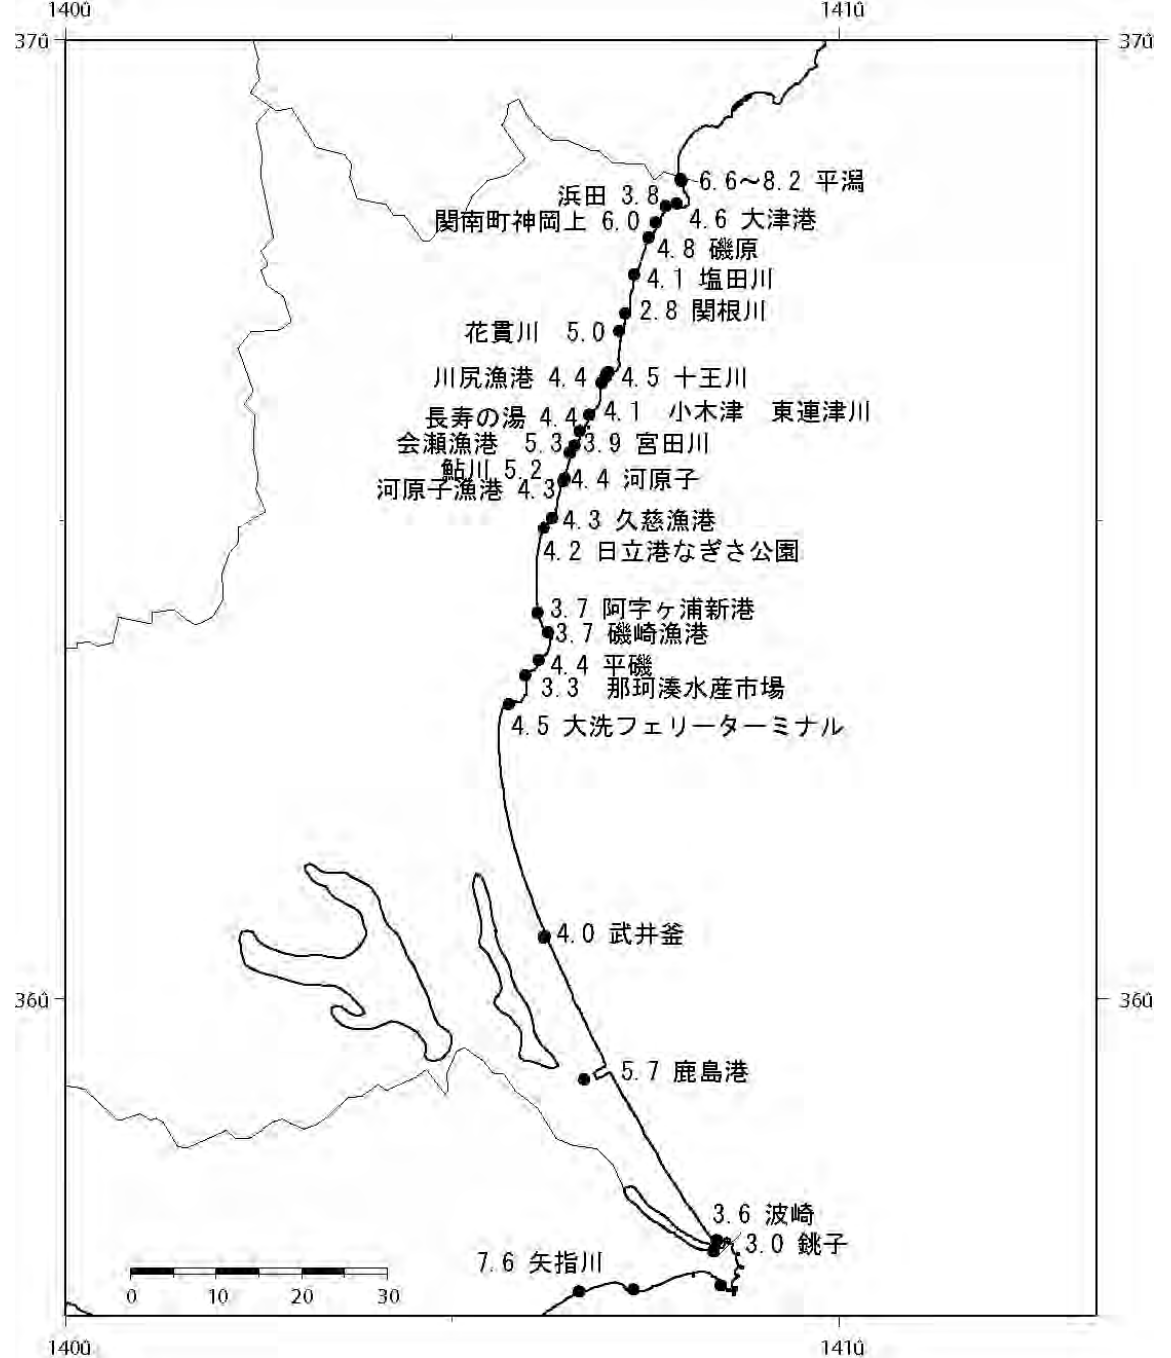 140û 141û
37û 37û
6.6～8.2 平潟
浜田 3.8
4.6 大津港
関南町神岡上 6.0
4.8 磯原
4.1 塩田川
2.8 関根川
花貫川 5.0
川尻漁港 4.4
4.5 十王川
4.1 小木津 東連津川
長寿の湯 4.4
会瀬漁港 5.3
3.9 宮田川
鮎川 5.2
4.4 河原子
河原子漁港 4.3
4.3 久慈漁港
4.2 日立港なぎさ公園
3.7 阿字ヶ浦新港
3.7 磯崎漁港
4.4 平磯
3.3 那珂湊水産市場
4.5 大洗フェリーターミナル
4.0 武井釜
36û 36û
5.7 鹿島港
3.6 波崎
3.0 銚子
7.6 矢指川
0 10 20 30
140û 141û